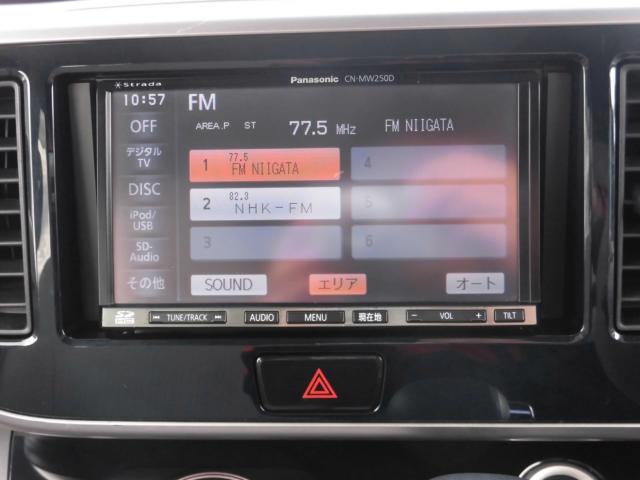 Strada
Panasonic CN-MW250D
10:57 FM
OFF AREA.P ST 77.5 MHz FM NIIGATA
デジタル
TV
DISC
iPod/
USB
SD-
Audio
その他
1 77.5 FM NIIGATA 4
2 82.3 NHK-FM 5
3 6
SOUND エリア オート
SD HC TUNE/TRACK AUDIO MENU 現在地 − VOL + TILT